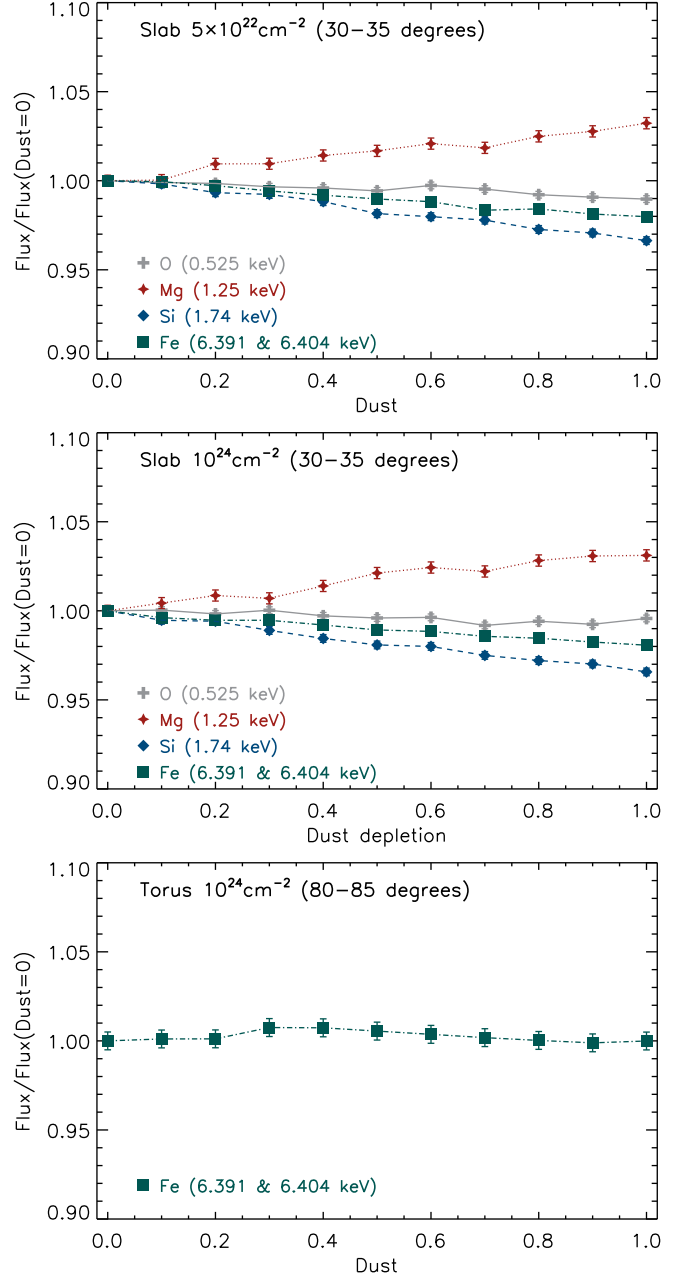 Slab 5×10²²cm⁻² (30−35 degrees)
1.10
1.05
1.00
0.95
0.90
Flux/Flux(Dust=0)
O (0.525 keV)
Mg (1.25 keV)
Si (1.74 keV)
Fe (6.391 & 6.404 keV)
0.0 0.2 0.4 0.6 0.8 1.0
Dust
Slab 10²⁴cm⁻² (30−35 degrees)
1.10
1.05
1.00
0.95
0.90
Flux/Flux(Dust=0)
O (0.525 keV)
Mg (1.25 keV)
Si (1.74 keV)
Fe (6.391 & 6.404 keV)
0.0 0.2 0.4 0.6 0.8 1.0
Dust depletion
Torus 10²⁴cm⁻² (80−85 degrees)
1.10
1.05
1.00
0.95
0.90
Flux/Flux(Dust=0)
Fe (6.391 & 6.404 keV)
0.0 0.2 0.4 0.6 0.8 1.0
Dust